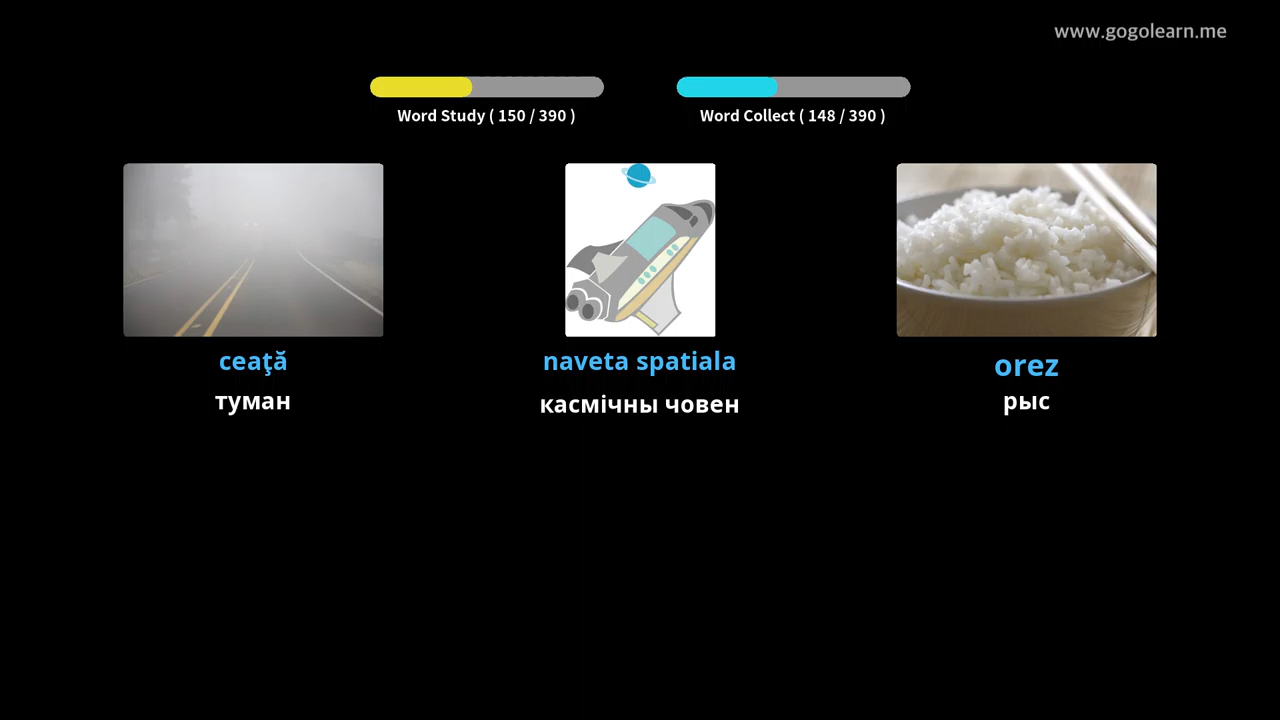 www.gogolearn.me
Word Study ( 150 / 390 )
Word Collect ( 148 / 390 )
ceaţă
naveta spatiala
orez
туман
касмічны човен
рыс